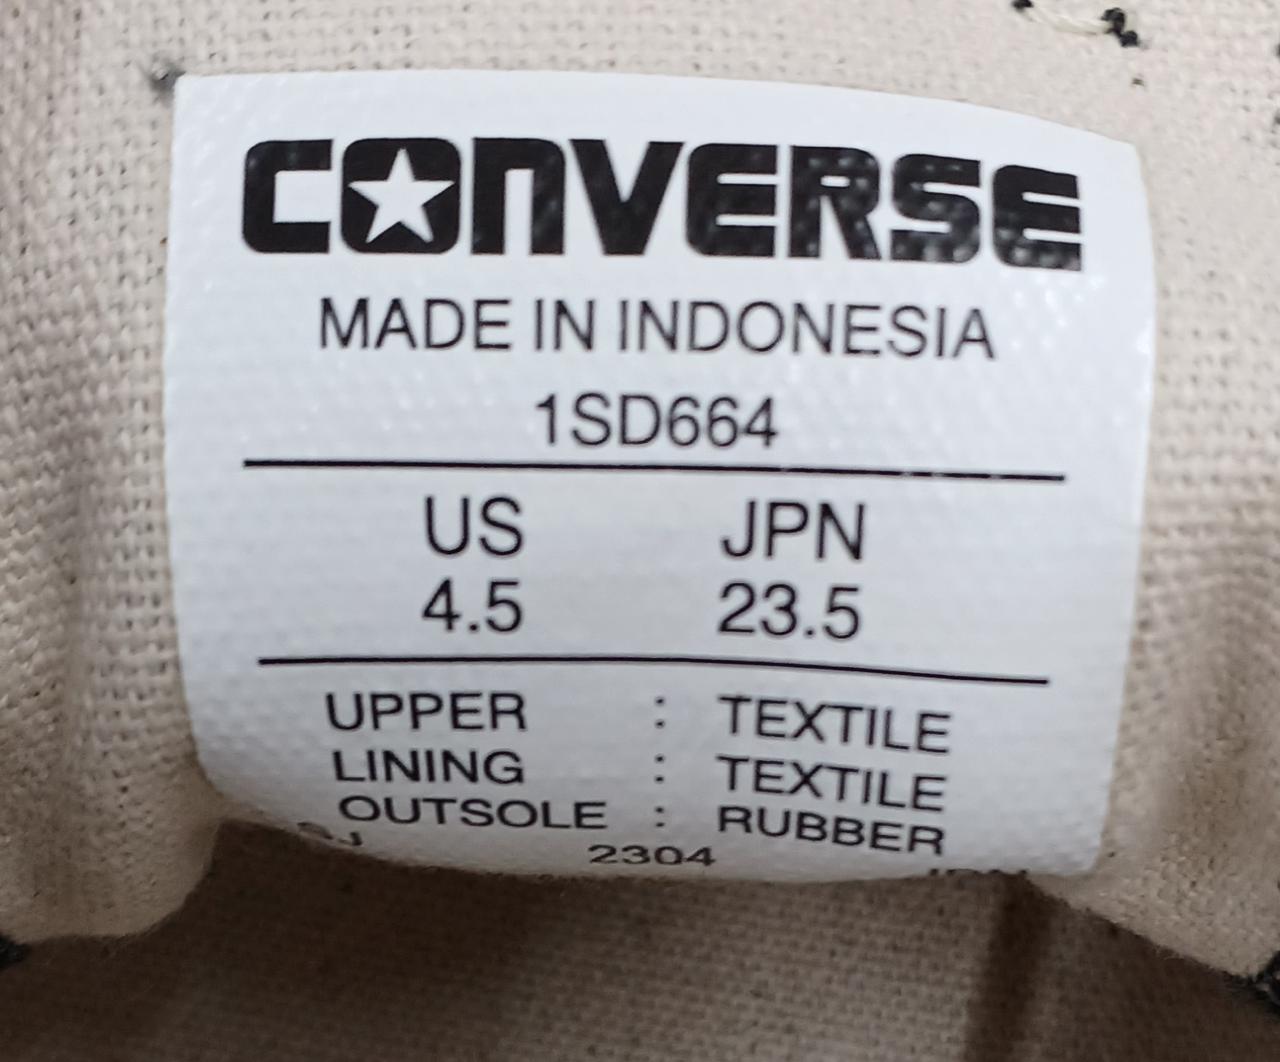 CONVERSE
MADE IN INDONESIA
1SD664
US JPN
4.5 23.5
UPPER : TEXTILE
LINING : TEXTILE
OUTSOLE : RUBBER
2304